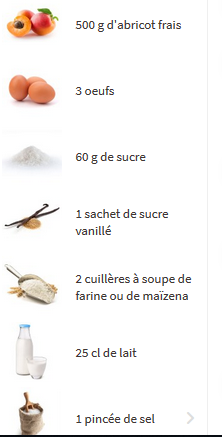 500 g d'abricot frais
3 oeufs
60 g de sucre
1 sachet de sucre
vanillé
2 cuillères à soupe de
farine ou de maïzena
25 cl de lait
1 pincée de sel